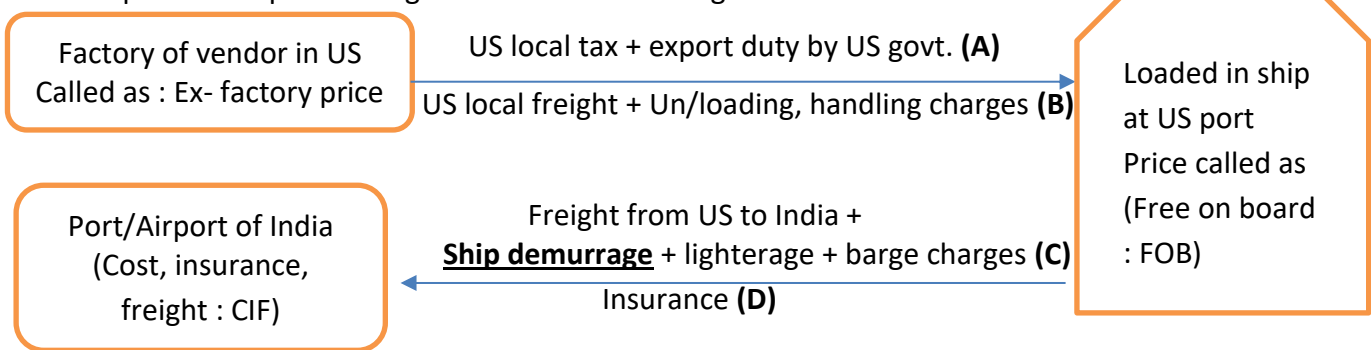 Factory of vendor in US
Called as : Ex- factory price
US local tax + export duty by US govt. (A)
US local freight + Un/loading, handling charges (B)
Loaded in ship
at US port
Price called as
(Free on board
: FOB)
Port/Airport of India
(Cost, insurance,
freight : CIF)
Freight from US to India +
Ship demurrage + lighterage + barge charges (C)
Insurance (D)